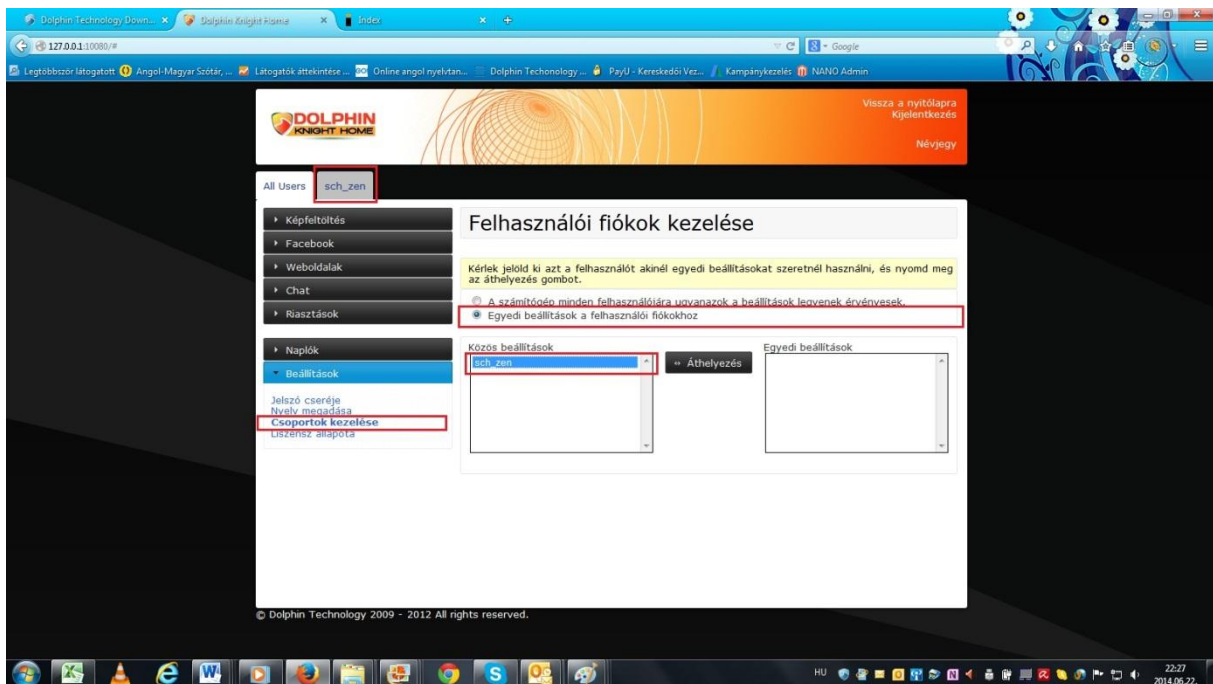 Dolphin Technology Down...
Dolphin Knight Home
Index
127.0.0.1:10080/#
Google
Legtöbbször látogatott
Angol-Magyar Szótár, ...
Látogatók áttekintése ...
Online angol nyelvtan...
Dolphin Techonology ...
PayU - Kereskedői Vez...
Kampánykezelés
NANO Admin
DOLPHIN
KNIGHT HOME
Vissza a nyitólapra
Kijelentkezés
Névjegy
All Users
sch_zen
Képfeltöltés
Facebook
Weboldalak
Chat
Riasztások
Naplók
Beállítások
Jelszó cseréje
Nyelv megadása
Csoportok kezelése
Liszensz állapota
Felhasználói fiókok kezelése
Kérlek jelöld ki azt a felhasználót akinél egyedi beállításokat szeretnél használni, és nyomd meg
az áthelyezés gombot.
A számítógép minden felhasználójára ugyanazok a beállítások legyenek érvényesek.
Egyedi beállítások a felhasználói fiókokhoz
Közös beállítások
sch_zen
Áthelyezés
Egyedi beállítások
© Dolphin Technology 2009 - 2012 All rights reserved.
HU
22:27
2014.06.22.